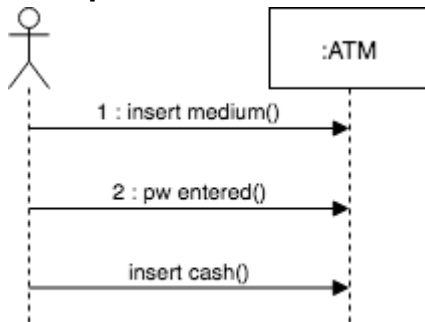 :ATM
1 : insert medium()
2 : pw entered()
insert cash()